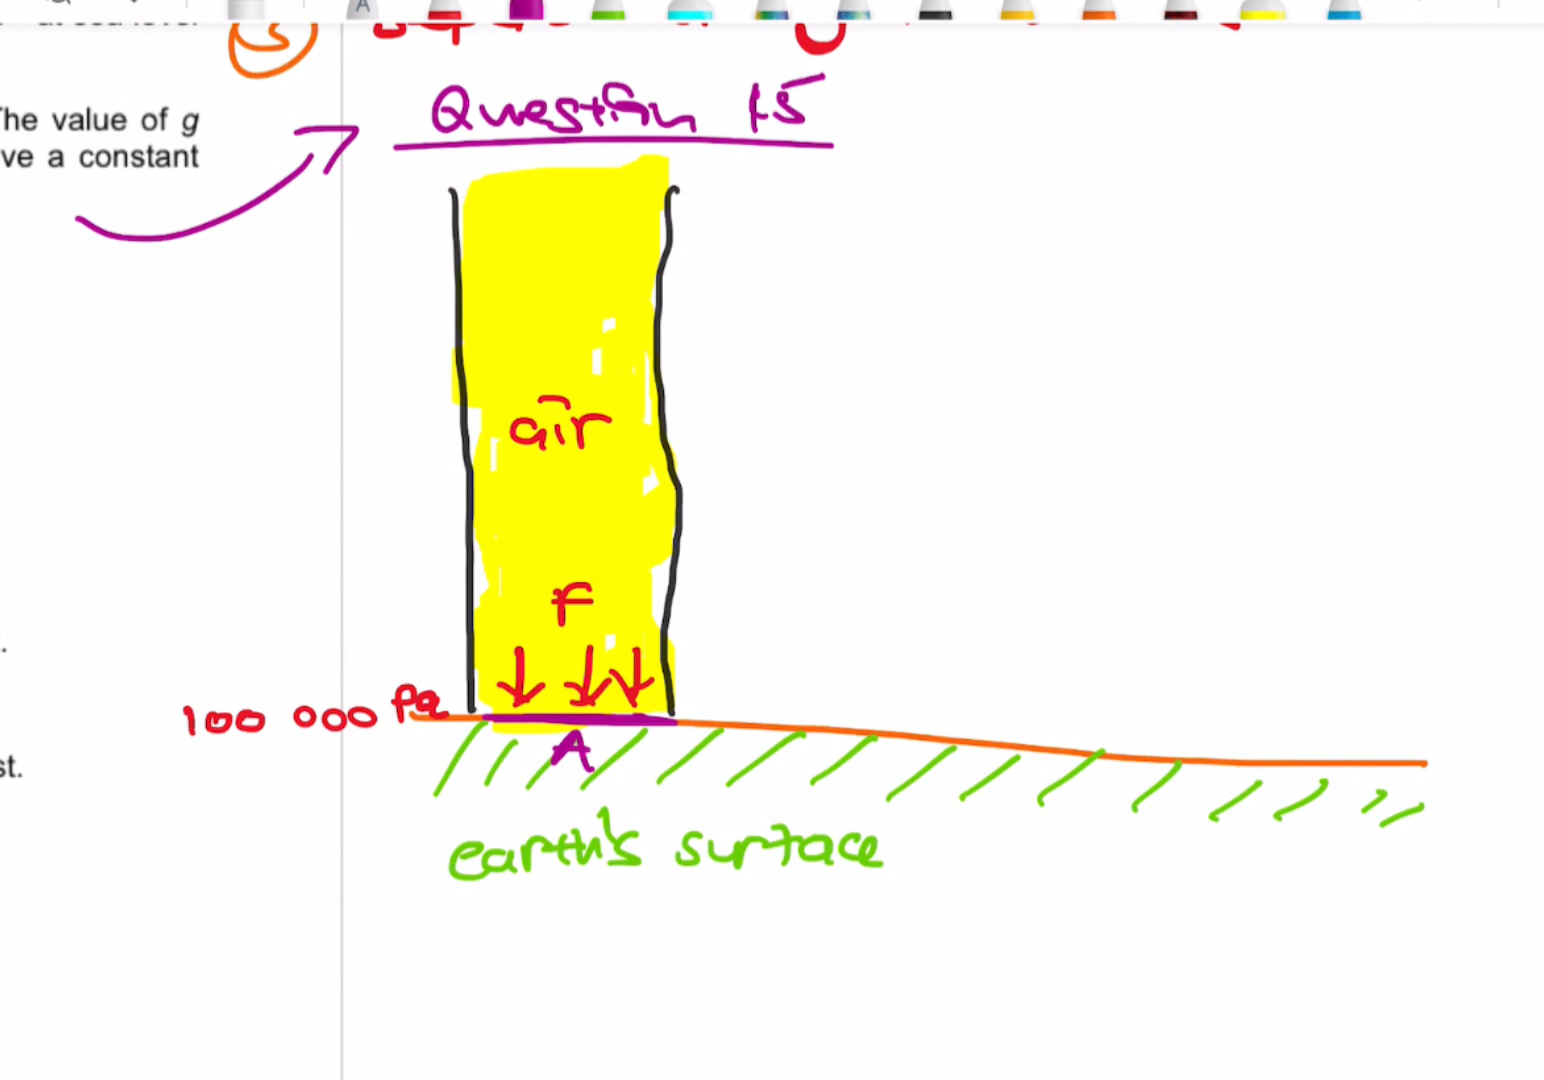 The value of g
ve a constant
Question 15
air
F
100 000 Pa
A
st.
earth's surface